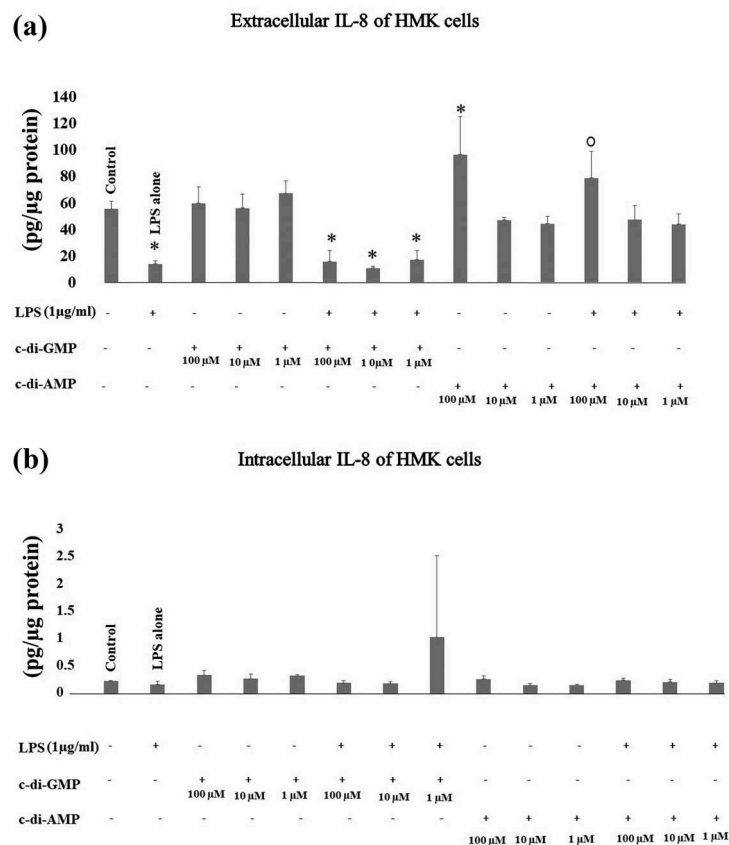 (a)
Extracellular IL-8 of HMK cells
(pg/µg protein)
140
120
100
80
60
40
20
0
Control
* LPS alone
* * * * o
LPS (1µg/ml) - + - - - + + + - - - + + +
c-di-GMP - - + + + + + + - - - - - -
100 µM 10 µM 1 µM 100 µM 1 0µM 1 µM
c-di-AMP - - - - - - - - + + + + + +
100 µM 10 µM 1 µM 100 µM 10 µM 1 µM
(b)
Intracellular IL-8 of HMK cells
(pg/µg protein)
3
2.5
2
1.5
1
0.5
0
Control
LPS alone
LPS (1µg/ml) - + - - - + + + - - - + + +
c-di-GMP - - + + + + + + - - - - - -
100 µM 10 µM 1 µM 100 µM 10 µM 1 µM
c-di-AMP - - - - - - - - + + + + + +
100 µM 10 µM 1 µM 100 µM 10 µM 1 µM